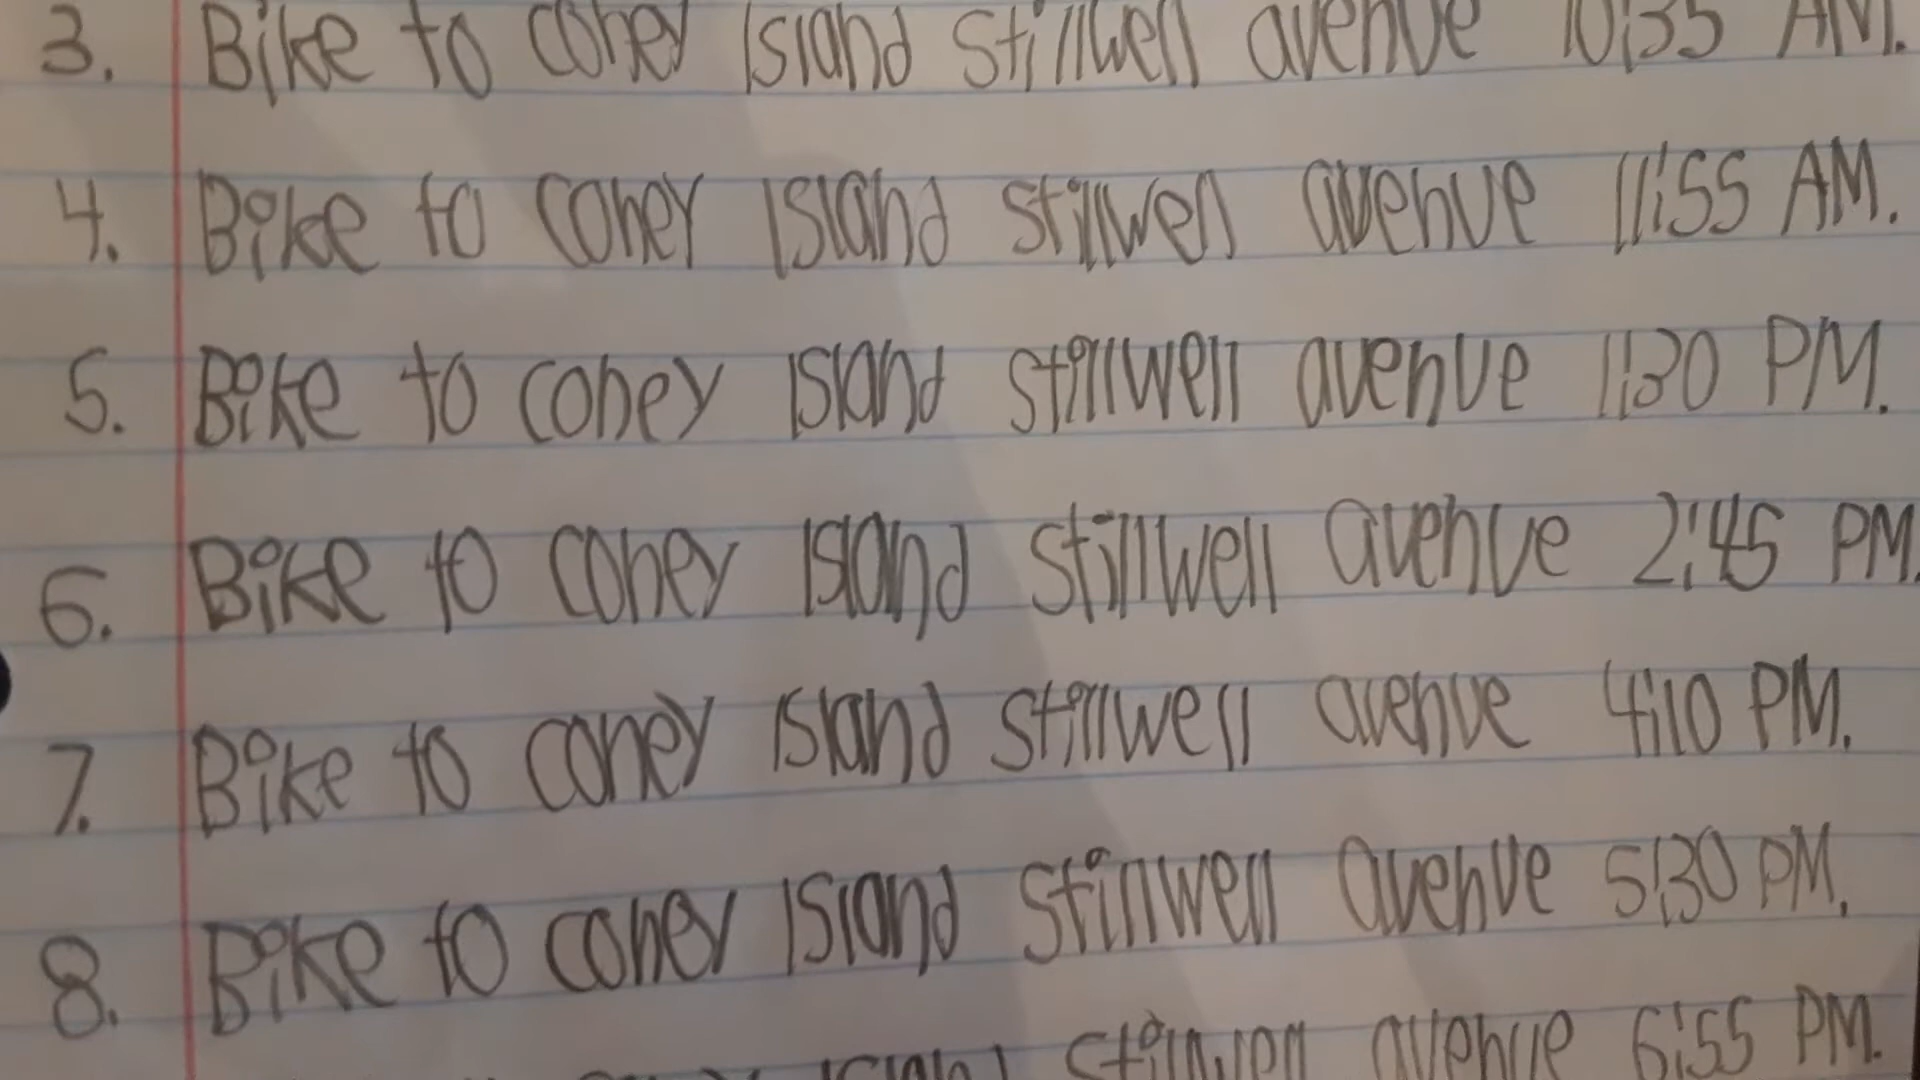 3. Bike to coney Island stillwell avenue 10:35 AM.
4. Bike to coney Island stillwell avenue 11:55 AM.
5. Bike to coney Island stillwell avenue 1:30 PM.
6. Bike to coney Island stillwell avenue 2:45 PM.
7. Bike to coney Island stillwell avenue 4:10 PM.
8. Bike to coney Island stillwell avenue 5:30 PM.
Island stillwell avenue 6:55 PM.